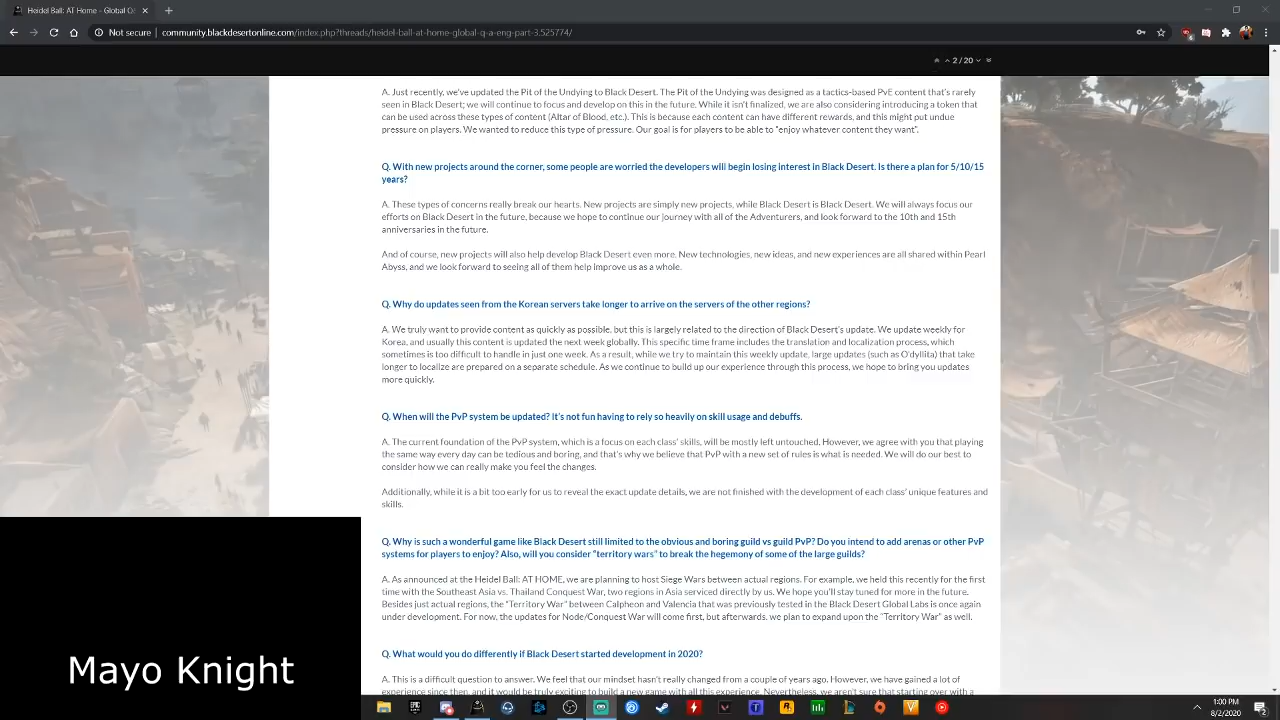 Heidel Ball: AT Home - Global Q&
Not secure | community.blackdesertonline.com/index.php?threads/heidel-ball-at-home-global-q-a-eng-part-3.525774/
2 / 20
A. Just recently, we've updated the Pit of the Undying to Black Desert. The Pit of the Undying was designed as a tactics-based PvE content that's rarely
seen in Black Desert; we will continue to focus and develop on this in the future. While it isn't finalized, we are also considering introducing a token that
can be used across these types of content (Altar of Blood, etc.). This is because each content can have different rewards, and this might put undue
pressure on players. We wanted to reduce this type of pressure. Our goal is for players to be able to "enjoy whatever content they want".
Q. With new projects around the corner, some people are worried the developers will begin losing interest in Black Desert. Is there a plan for 5/10/15
years?
A. These types of concerns really break our hearts. New projects are simply new projects, while Black Desert is Black Desert. We will always focus our
efforts on Black Desert in the future, because we hope to continue our journey with all of the Adventurers, and look forward to the 10th and 15th
anniversaries in the future.
And of course, new projects will also help develop Black Desert even more. New technologies, new ideas, and new experiences are all shared within Pearl
Abyss, and we look forward to seeing all of them help improve us as a whole.
Q. Why do updates seen from the Korean servers take longer to arrive on the servers of the other regions?
A. We truly want to provide content as quickly as possible, but this is largely related to the direction of Black Desert's update. We update weekly for
Korea, and usually this content is updated the next week globally. This specific time frame includes the translation and localization process, which
sometimes is too difficult to handle in just one week. As a result, while we try to maintain this weekly update, large updates (such as O'dyllita) that take
longer to localize are prepared on a separate schedule. As we continue to build up our experience through this process, we hope to bring you updates
more quickly.
Q. When will the PvP system be updated? It's not fun having to rely so heavily on skill usage and debuffs.
A. The current foundation of the PvP system, which is a focus on each class' skills, will be mostly left untouched. However, we agree with you that playing
the same way every day can be tedious and boring, and that's why we believe that PvP with a new set of rules is what is needed. We will do our best to
consider how we can really make you feel the changes.
Additionally, while it is a bit too early for us to reveal the exact update details, we are not finished with the development of each class' unique features and
skills.
Q. Why is such a wonderful game like Black Desert still limited to the obvious and boring guild vs guild PvP? Do you intend to add arenas or other PvP
systems for players to enjoy? Also, will you consider "territory wars" to break the hegemony of some of the large guilds?
A. As announced at the Heidel Ball: AT HOME, we are planning to host Siege Wars between actual regions. For example, we held this recently for the first
time with the Southeast Asia vs. Thailand Conquest War, two regions in Asia serviced directly by us. We hope you'll stay tuned for more in the future.
Besides just actual regions, the "Territory War" between Calpheon and Valencia that was previously tested in the Black Desert Global Labs is once again
under development. For now, the updates for Node/Conquest War will come first, but afterwards, we plan to expand upon the "Territory War" as well.
Q. What would you do differently if Black Desert started development in 2020?
A. This is a difficult question to answer. We feel that our mindset hasn't really changed from a couple of years ago. However, we have gained a lot of
experience since then, and it would be truly exciting to build a new game with all this experience. Nevertheless, we aren't sure that starting over with a
Mayo Knight
1:00 PM
8/2/2020